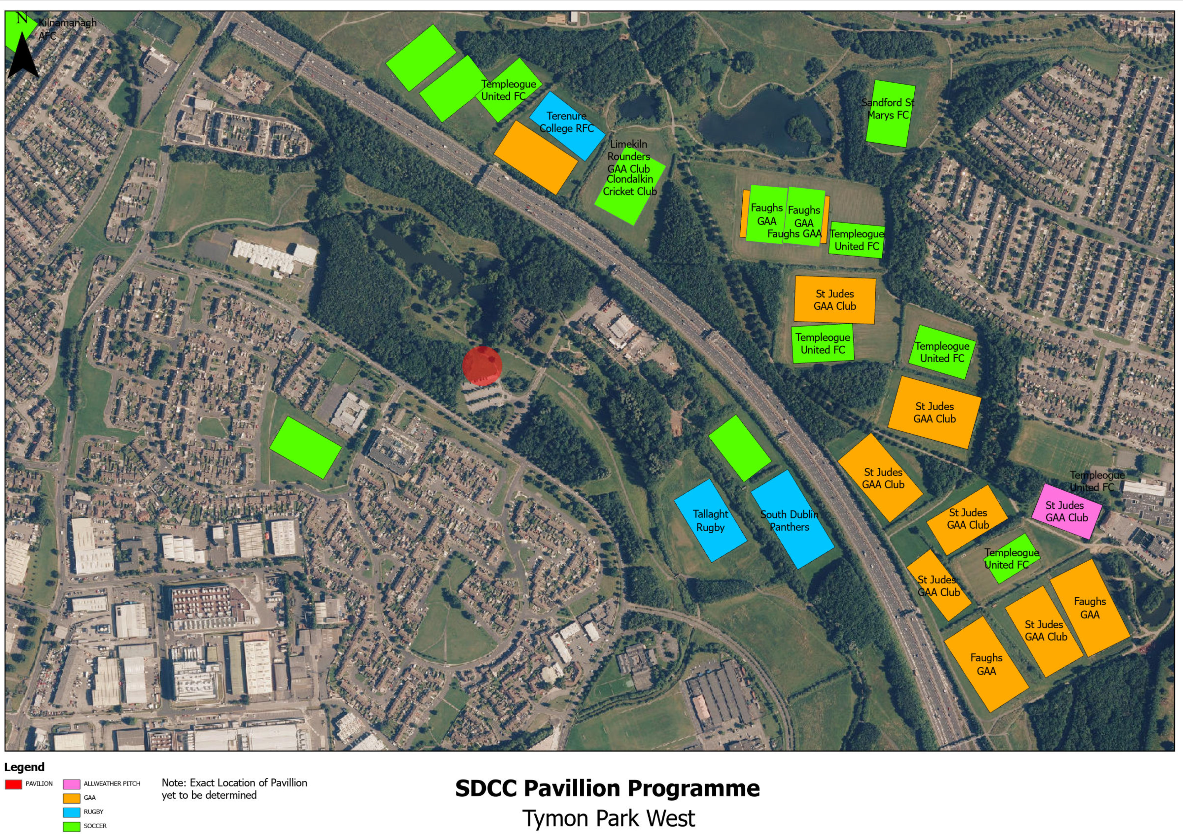 N
Kilnamanagh
AFC
Templeogue
United FC
Terenure
College RFC
Limekiln
Rounders
GAA Club
Clondalkin
Cricket Club
Sandford St
Marys FC
Faughs
GAA
Faughs
GAA
Faughs GAA
Templeogue
United FC
St Judes
GAA Club
Templeogue
United FC
Templeogue
United FC
St Judes
GAA Club
St Judes
GAA Club
Templeogue
United FC
St Judes
GAA Club
St Judes
GAA Club
Tallaght
Rugby
South Dublin
Panthers
Templeogue
United FC
St Judes
GAA Club
Faughs
GAA
St Judes
GAA Club
Faughs
GAA
Legend
PAVILION
ALLWEATHER PITCH
GAA
RUGBY
SOCCER
Note: Exact Location of Pavillion
yet to be determined
SDCC Pavillion Programme
Tymon Park West